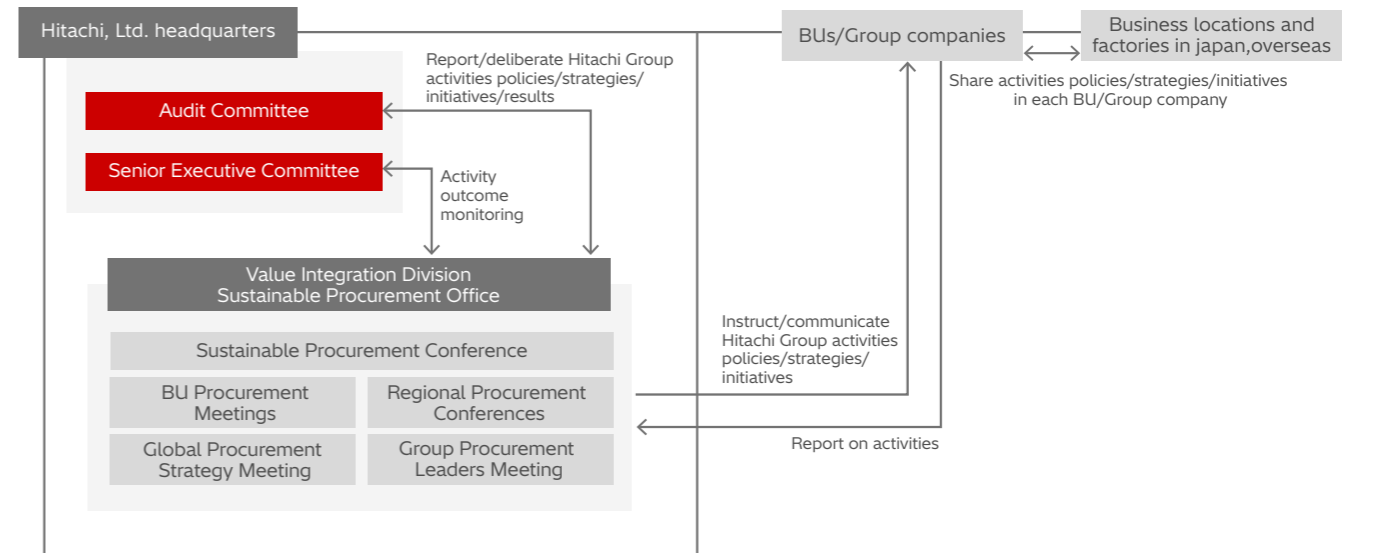 Hitachi, Ltd. headquarters
Audit Committee
Senior Executive Committee
Report/deliberate Hitachi Group
activities policies/strategies/
initiatives/results
Activity
outcome
monitoring
Value Integration Division
Sustainable Procurement Office
Sustainable Procurement Conference
BU Procurement
Meetings
Regional Procurement
Conferences
Global Procurement
Strategy Meeting
Group Procurement
Leaders Meeting
BUs/Group companies
Business locations and
factories in japan,overseas
Share activities policies/strategies/initiatives
in each BU/Group company
Instruct/communicate
Hitachi Group activities
policies/strategies/
initiatives
Report on activities